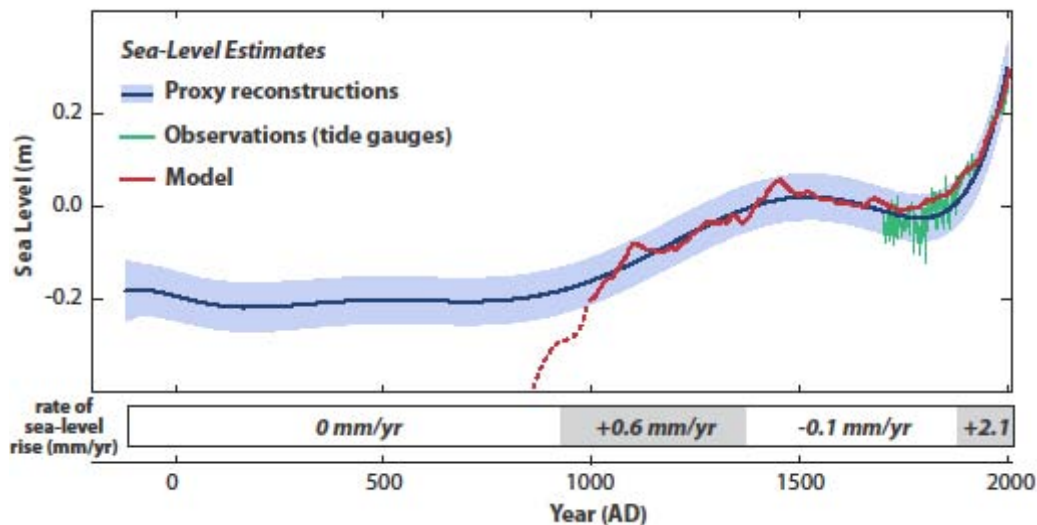 Sea-Level Estimates
Proxy reconstructions
Observations (tide gauges)
Model
Sea Level (m)
0.2
0.0
-0.2
rate of
sea-level
rise (mm/yr)
0 mm/yr
+0.6 mm/yr
-0.1 mm/yr
+2.1
0
500
1000
1500
2000
Year (AD)